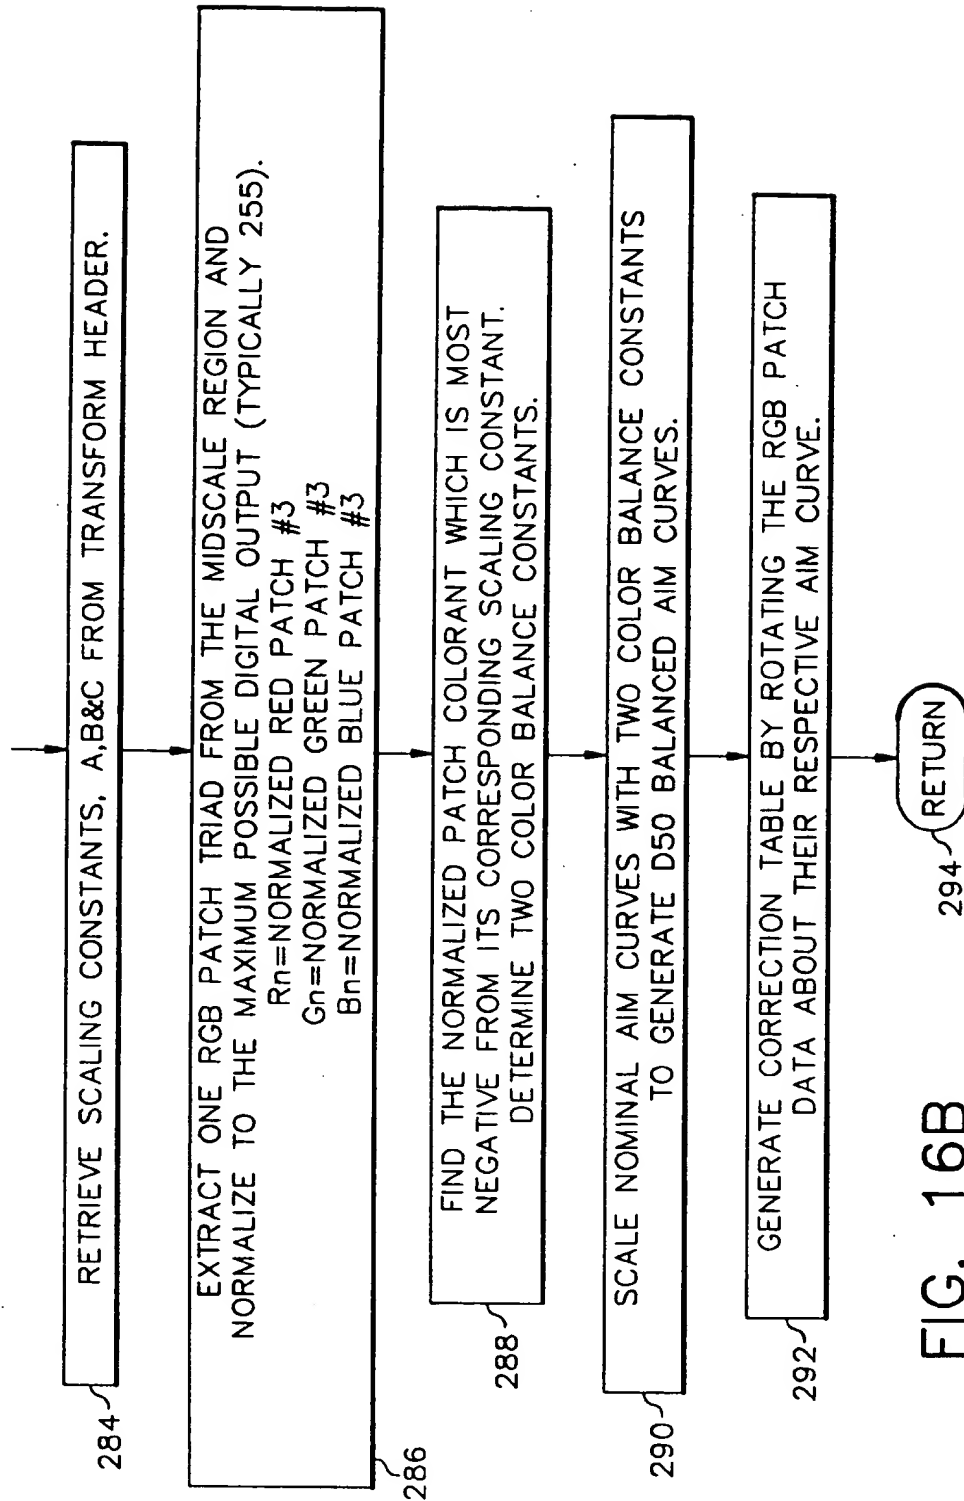 RETRIEVE SCALING CONSTANTS, A,B&C FROM TRANSFORM HEADER.
284
EXTRACT ONE RGB PATCH TRIAD FROM THE MIDSCALE REGION AND
NORMALIZE TO THE MAXIMUM POSSIBLE DIGITAL OUTPUT (TYPICALLY 255).
Rn=NORMALIZED RED PATCH #3
Gn=NORMALIZED GREEN PATCH #3
Bn=NORMALIZED BLUE PATCH #3
286
FIND THE NORMALIZED PATCH COLORANT WHICH IS MOST
NEGATIVE FROM ITS CORRESPONDING SCALING CONSTANT.
DETERMINE TWO COLOR BALANCE CONSTANTS.
288
SCALE NOMINAL AIM CURVES WITH TWO COLOR BALANCE CONSTANTS
TO GENERATE D50 BALANCED AIM CURVES.
290
GENERATE CORRECTION TABLE BY ROTATING THE RGB PATCH
DATA ABOUT THEIR RESPECTIVE AIM CURVE.
292
RETURN
294
FIG. 16B